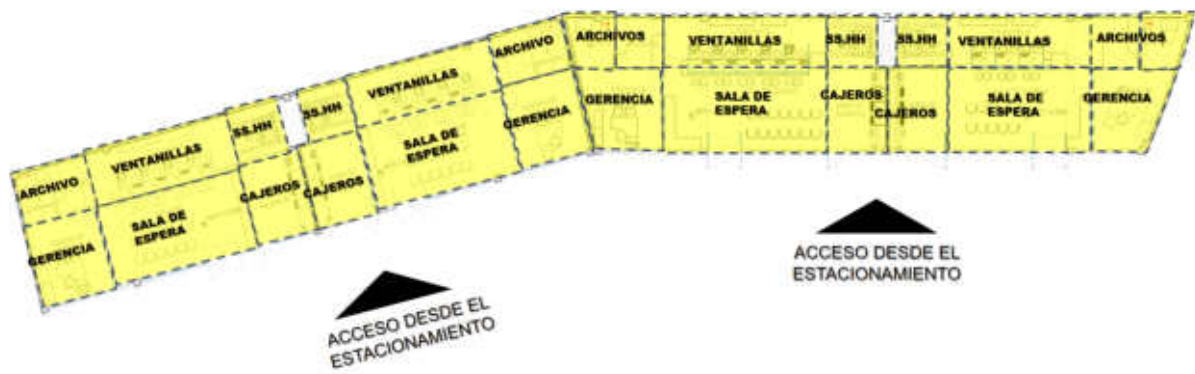 ARCHIVO
VENTANILLAS
SS.HH
SS.HH
VENTANILLAS
ARCHIVO
GERENCIA
SALA DE
ESPERA
CAJEROS
CAJEROS
SALA DE
ESPERA
GERENCIA
ARCHIVOS
VENTANILLAS
SS.HH
SS.HH
VENTANILLAS
ARCHIVOS
GERENCIA
SALA DE
ESPERA
CAJEROS
CAJEROS
SALA DE
ESPERA
GERENCIA
ACCESO DESDE EL
ESTACIONAMIENTO
ACCESO DESDE EL
ESTACIONAMIENTO